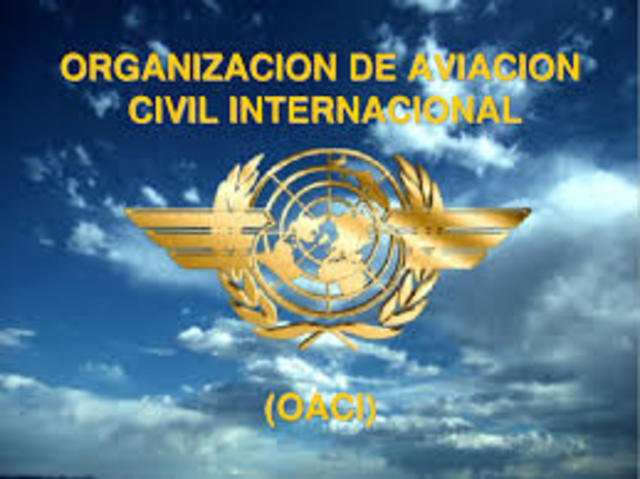 ORGANIZACION DE AVIACION
CIVIL INTERNACIONAL
(OACI)